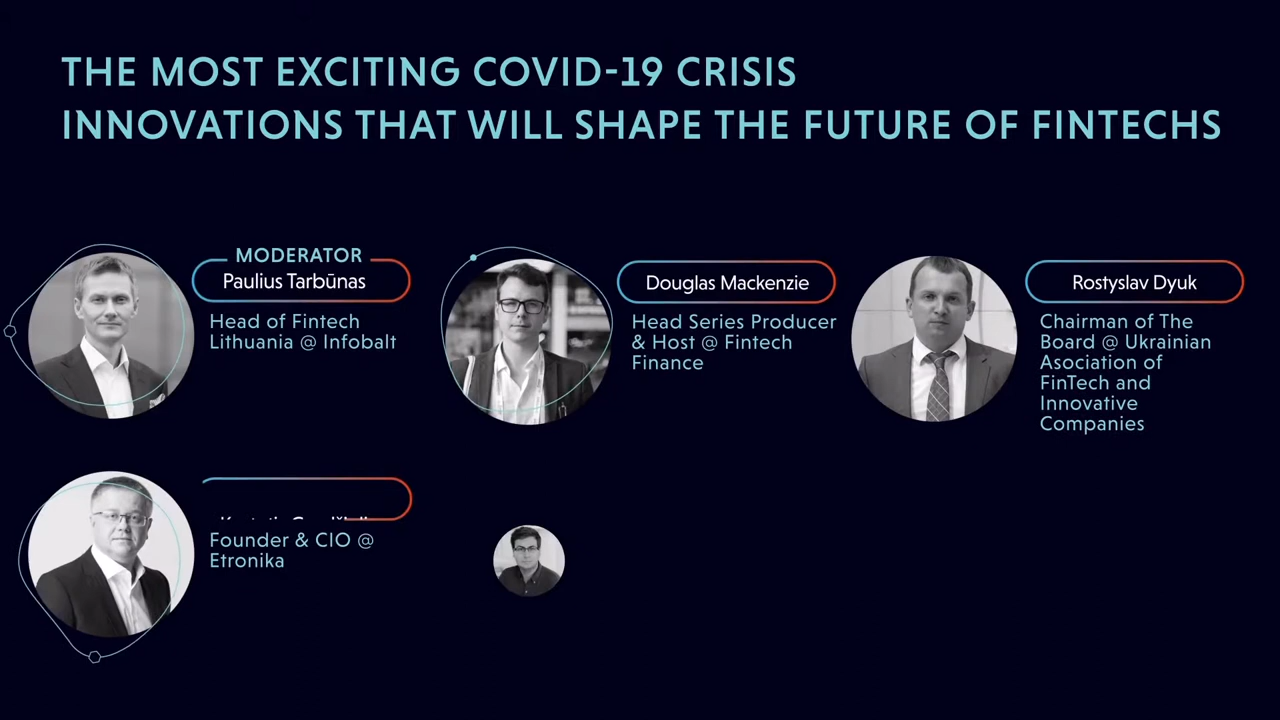 THE MOST EXCITING COVID-19 CRISIS
INNOVATIONS THAT WILL SHAPE THE FUTURE OF FINTECHS
MODERATOR
Paulius Tarbūnas
Head of Fintech
Lithuania @ Infobalt
Douglas Mackenzie
Head Series Producer
& Host @ Fintech
Finance
Rostyslav Dyuk
Chairman of The
Board @ Ukrainian
Asociation of
FinTech and
Innovative
Companies
Founder & CIO @
Etronika